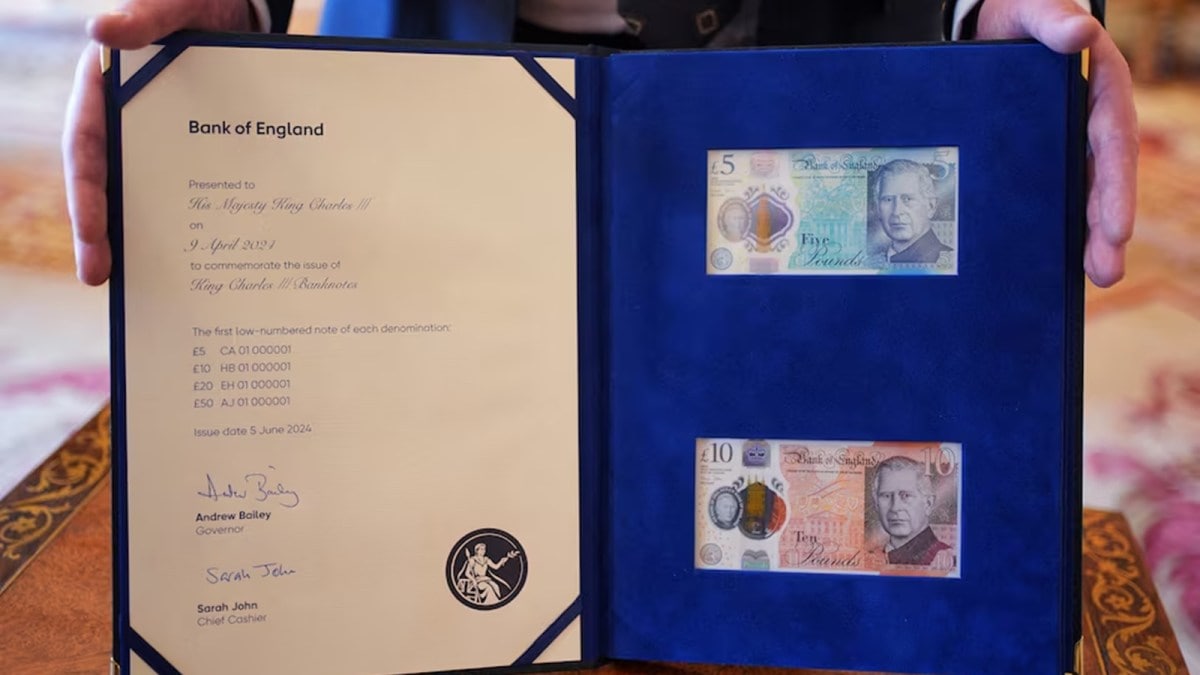 Bank of England
Presented to
His Majesty King Charles III
on
9 April 2024
to commemorate the issue of
King Charles III Banknotes
The first low-numbered note of each denomination:
£5 CA 01 000001
£10 HB 01 000001
£20 EH 01 000001
£50 AJ 01 000001
Issue date 5 June 2024
Andrew Bailey
Andrew Bailey
Governor
Sarah John
Sarah John
Chief Cashier
£5
Bank of England
5
Five
Pounds
£10
Bank of England
10
Ten
Pounds
10